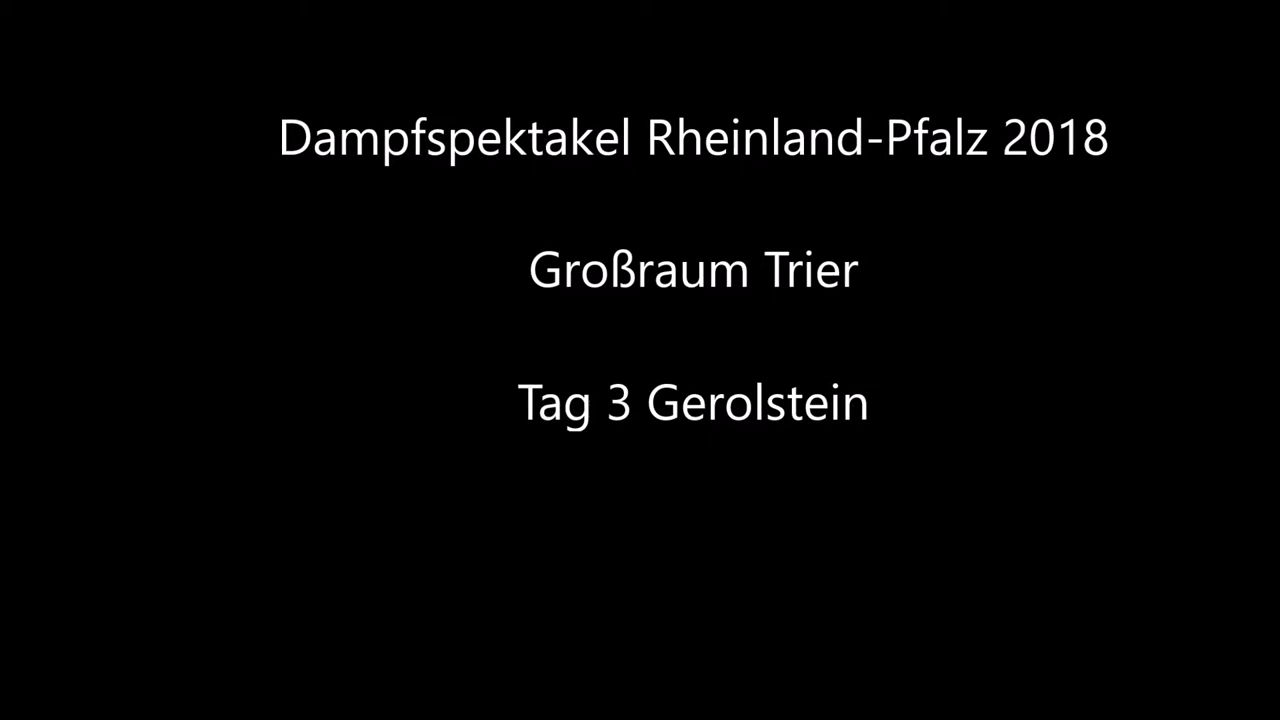 Dampfspektakel Rheinland-Pfalz 2018
Großraum Trier
Tag 3 Gerolstein